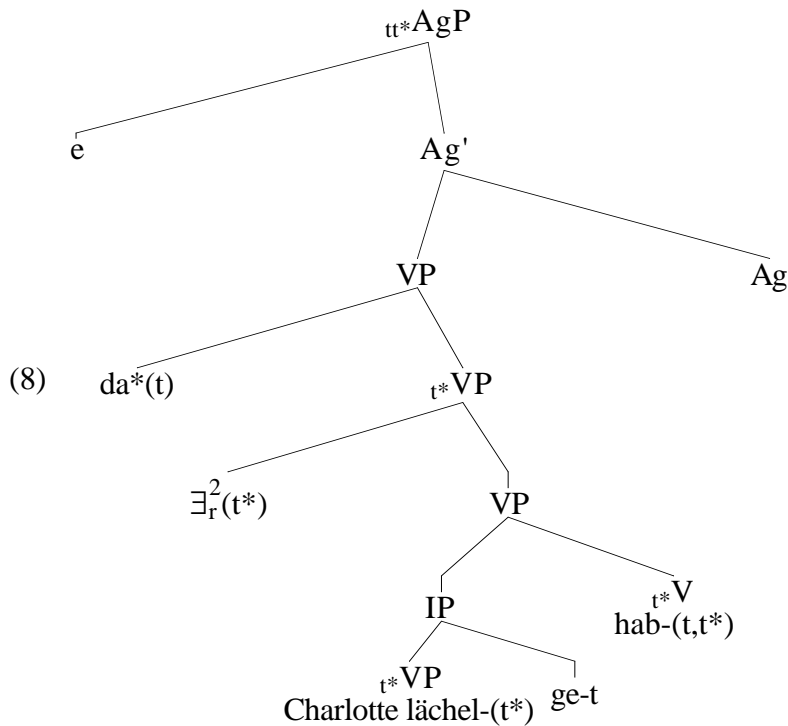 tt*AgP
e Ag'
VP Ag
(8) da*(t) t*VP
∃r2(t*) VP
IP t*V
hab-(t,t*)
t*VP ge-t
Charlotte lächel-(t*)